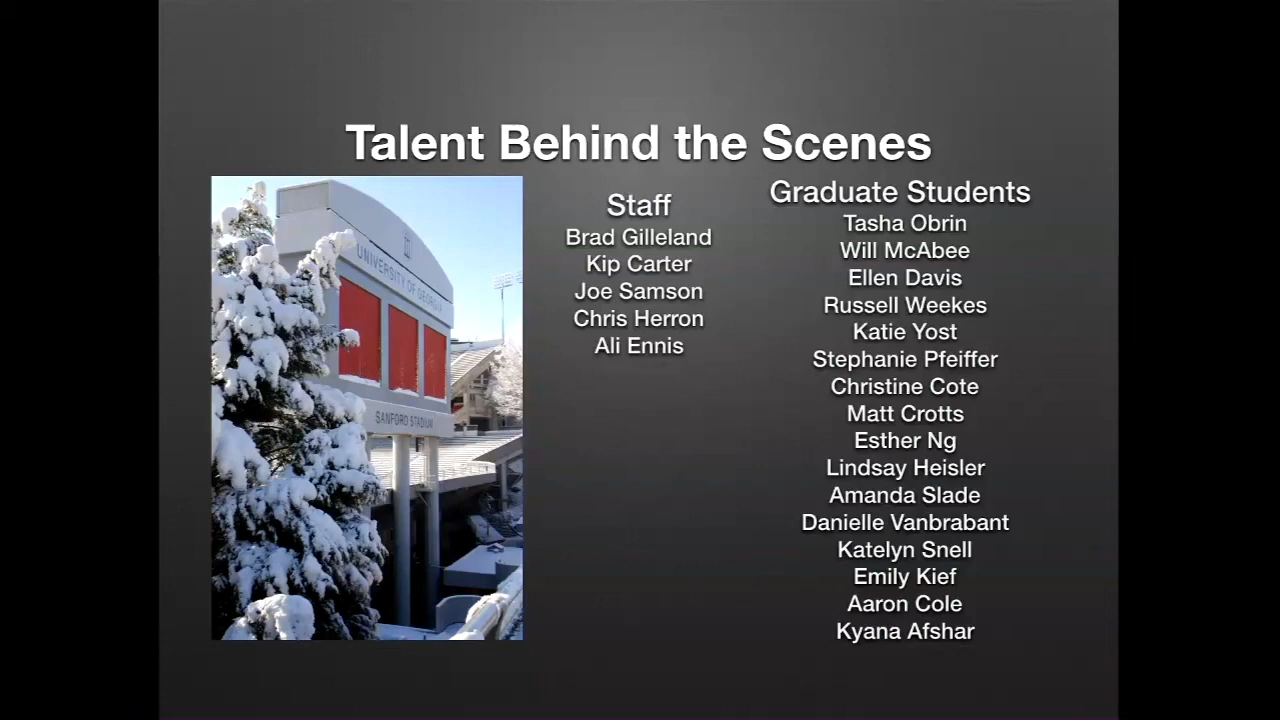 Talent Behind the Scenes
UNIVERSITY OF GEORGIA
SANFORD STADIUM
Staff
Brad Gilleland
Kip Carter
Joe Samson
Chris Herron
Ali Ennis
Graduate Students
Tasha Obrin
Will McAbee
Ellen Davis
Russell Weekes
Katie Yost
Stephanie Pfeiffer
Christine Cote
Matt Crotts
Esther Ng
Lindsay Heisler
Amanda Slade
Danielle Vanbrabant
Katelyn Snell
Emily Kief
Aaron Cole
Kyana Afshar